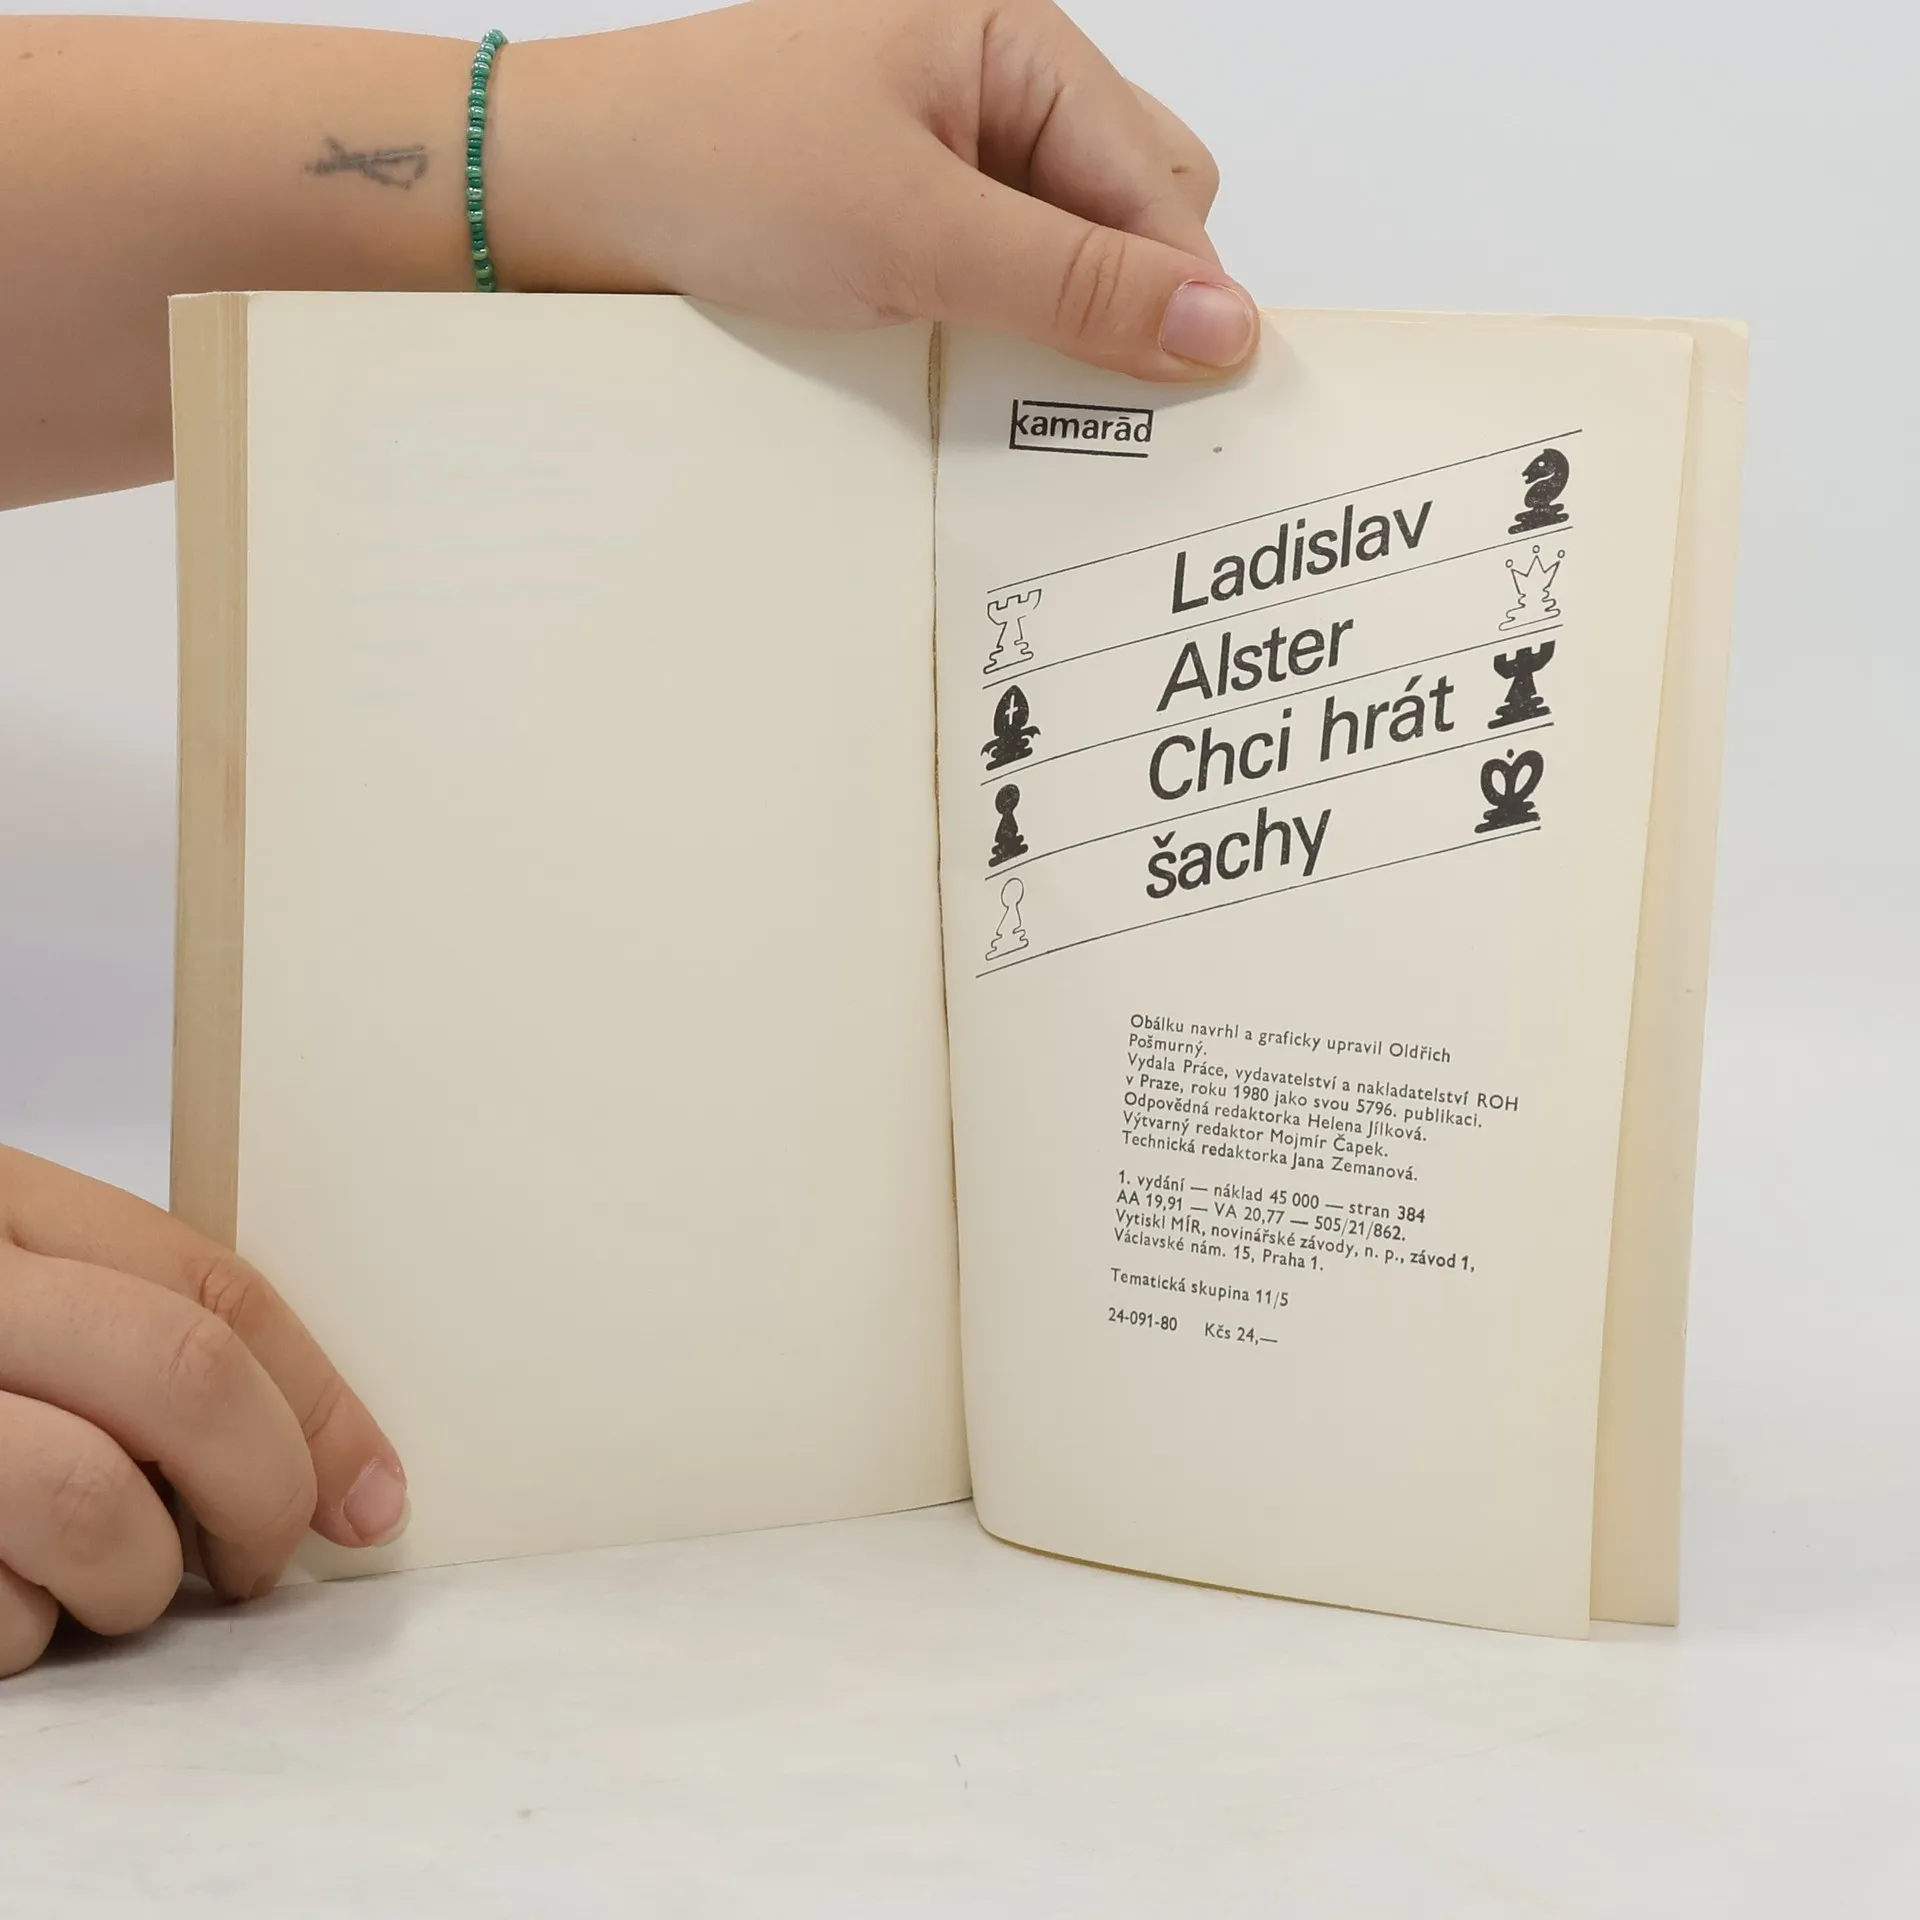 kamarād
Ladislav
Alster
Chci hrát
šachy
Obálku navrhl a graficky upravil Oldřich
Pošmurný.
Vydala Práce, vydavatelství a nakladatelství ROH
v Praze, roku 1980 jako svou 5796. publikaci.
Odpovědná redaktorka Helena Jílková.
Výtvarný redaktor Mojmír Čapek.
Technická redaktorka Jana Zemanová.
1. vydání — náklad 45 000 — stran 384
AA 19,91 — VA 20,77 — 505/21/862.
Vytiskl MÍR, novinářské závody, n. p., závod 1,
Václavské nám. 15, Praha 1.
Tematická skupina 11/5
24-091-80 Kčs 24,—